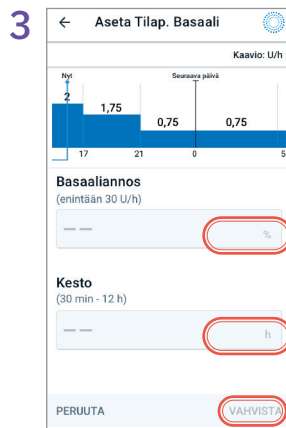 3
← Aseta Tilap. Basaali
Kaavio: U/h
Nyt Seuraava päivä
2 1,75 0,75 0,75
17 21 0 5
Basaaliannos
(enintään 30 U/h)
—— %
Kesto
(30 min - 12 h)
—— h
PERUUTA VAHVISTA